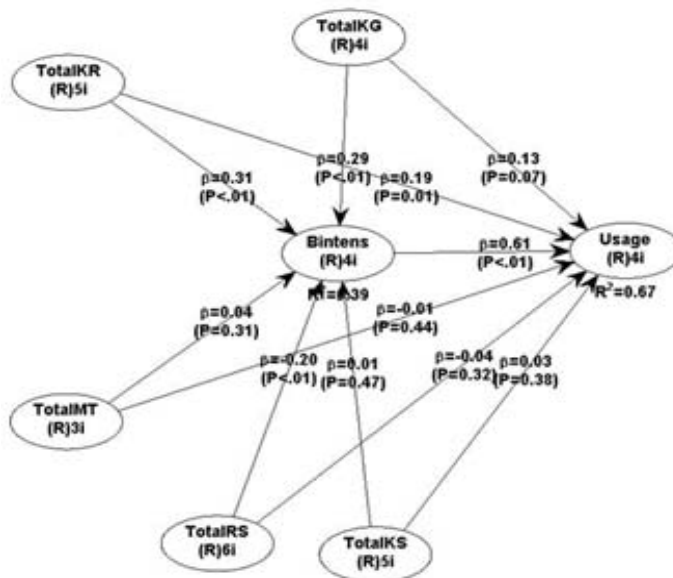 TotalKG
(R)4i
TotalKR
(R)5i
β=0.31
(P<.01)
β=0.29
(P<.01)
β=0.19
(P=0.01)
β=0.13
(P=0.07)
Bintens
(R)4i
β=0.61
(P<.01)
Usage
(R)4i
R²=0.67
β=0.04
(P=0.31)
β=-0.01
(P=0.44)
β=-0.20
(P<.01)
β=0.01
(P=0.47)
β=-0.04
(P=0.32)
β=0.03
(P=0.38)
TotalMT
(R)3i
TotalRS
(R)6i
TotalKS
(R)5i